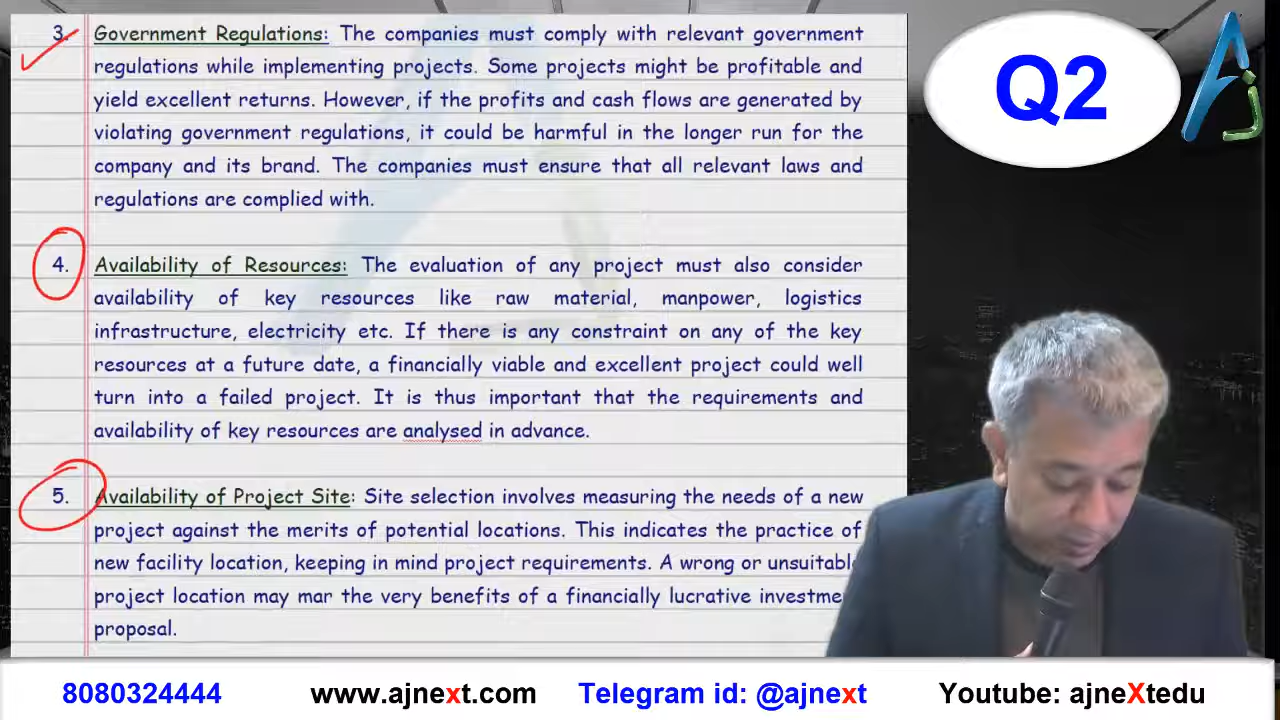 3. Government Regulations: The companies must comply with relevant government
regulations while implementing projects. Some projects might be profitable and
yield excellent returns. However, if the profits and cash flows are generated by
violating government regulations, it could be harmful in the longer run for the
company and its brand. The companies must ensure that all relevant laws and
regulations are complied with.
4. Availability of Resources: The evaluation of any project must also consider
availability of key resources like raw material, manpower, logistics
infrastructure, electricity etc. If there is any constraint on any of the key
resources at a future date, a financially viable and excellent project could well
turn into a failed project. It is thus important that the requirements and
availability of key resources are analysed in advance.
5. Availability of Project Site: Site selection involves measuring the needs of a new
project against the merits of potential locations. This indicates the practice of
new facility location, keeping in mind project requirements. A wrong or unsuitabl
project location may mar the very benefits of a financially lucrative investme
proposal.
Q2
8080324444 www.ajnext.com Telegram id: @ajnext Youtube: ajneXtedu